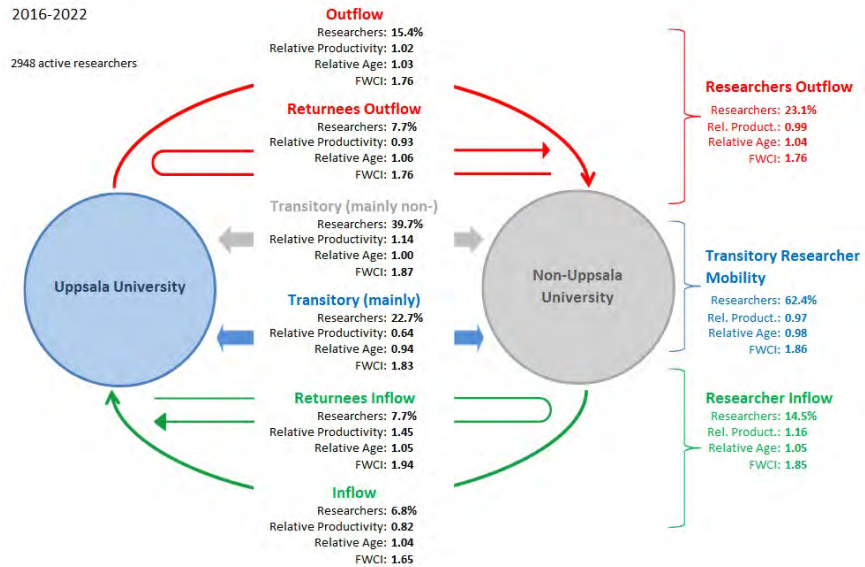 2016-2022
2948 active researchers
Outflow
Researchers: 15.4%
Relative Productivity: 1.02
Relative Age: 1.03
FWCI: 1.76
Returnees Outflow
Researchers: 7.7%
Relative Productivity: 0.93
Relative Age: 1.06
FWCI: 1.76
Transitory (mainly non-)
Researchers: 39.7%
Relative Productivity: 1.14
Relative Age: 1.00
FWCI: 1.87
Transitory (mainly)
Researchers: 22.7%
Relative Productivity: 0.64
Relative Age: 0.94
FWCI: 1.83
Returnees Inflow
Researchers: 7.7%
Relative Productivity: 1.45
Relative Age: 1.05
FWCI: 1.94
Inflow
Researchers: 6.8%
Relative Productivity: 0.82
Relative Age: 1.04
FWCI: 1.65
Uppsala University
Non-Uppsala
University
Researchers Outflow
Researchers: 23.1%
Rel. Product.: 0.99
Relative Age: 1.04
FWCI: 1.76
Transitory Researcher
Mobility
Researchers: 62.4%
Rel. Product.: 0.97
Relative Age: 0.98
FWCI: 1.86
Researcher Inflow
Researchers: 14.5%
Rel. Product.: 1.16
Relative Age: 1.05
FWCI: 1.85